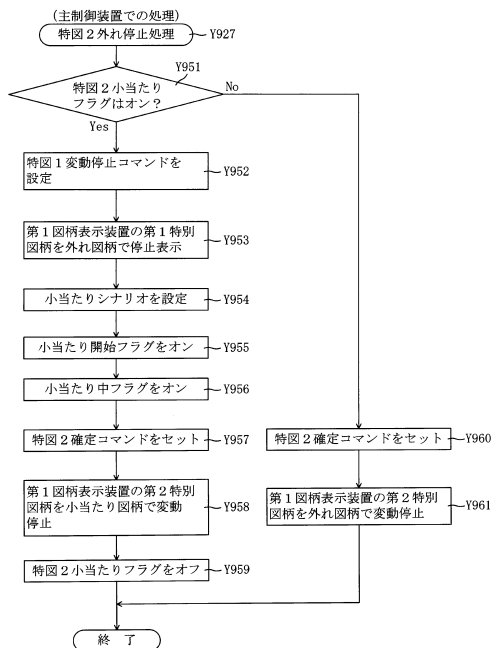 (主制御装置での処理)
特図2外れ停止処理
Y927
Y951
特図2小当たり
フラグはオン?
No
Yes
特図1変動停止コマンドを
設定
Y952
第1図柄表示装置の第1特別
図柄を外れ図柄で停止表示
Y953
小当たりシナリオを設定
Y954
小当たり開始フラグをオン
Y955
小当たり中フラグをオン
Y956
特図2確定コマンドをセット
Y957
特図2確定コマンドをセット
Y960
第1図柄表示装置の第2特別
図柄を小当たり図柄で変動
停止
Y958
第1図柄表示装置の第2特別
図柄を外れ図柄で変動停止
Y961
特図2小当たりフラグをオフ
Y959
終 了